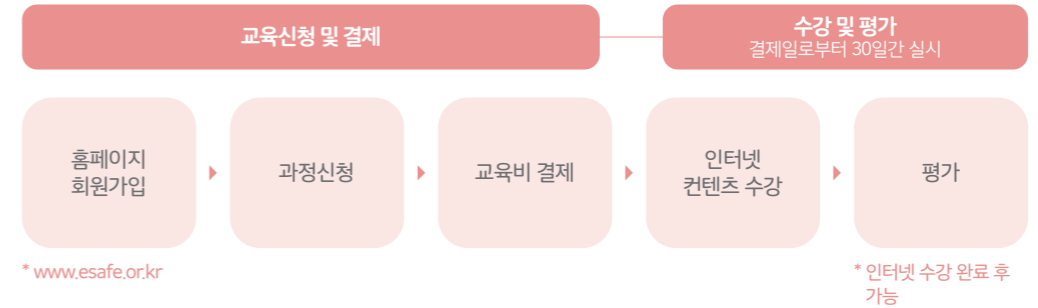 교육신청 및 결제
수강 및 평가
결제일로부터 30일간 실시
홈페이지
회원가입
과정신청
교육비 결제
인터넷
컨텐츠 수강
평가
* www.esafe.or.kr
* 인터넷 수강 완료 후
가능